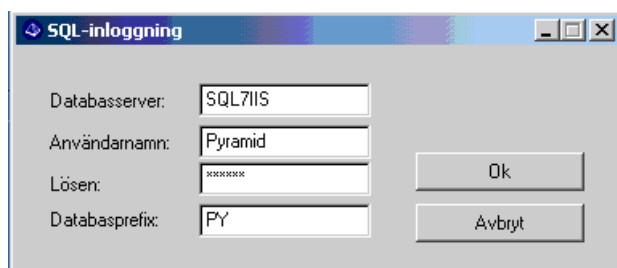 SQL-inloggning
Databasserver: SQL7IIS
Användarnamn: Pyramid
Lösen: ××××××
Databasprefix: PY
Ok
Avbryt